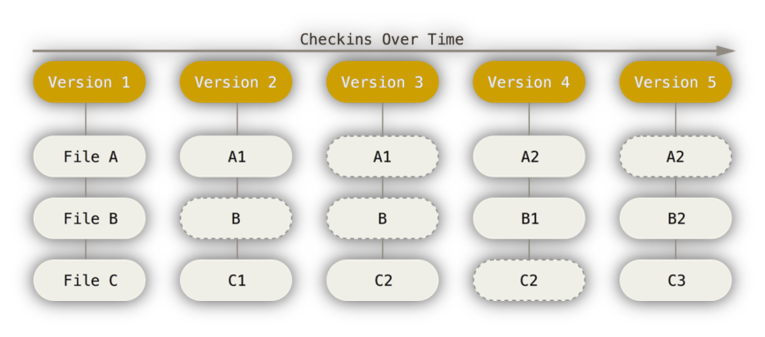 Checkins Over Time
Version 1 Version 2 Version 3 Version 4 Version 5
File A A1 A1 A2 A2
File B B B B1 B2
File C C1 C2 C2 C3